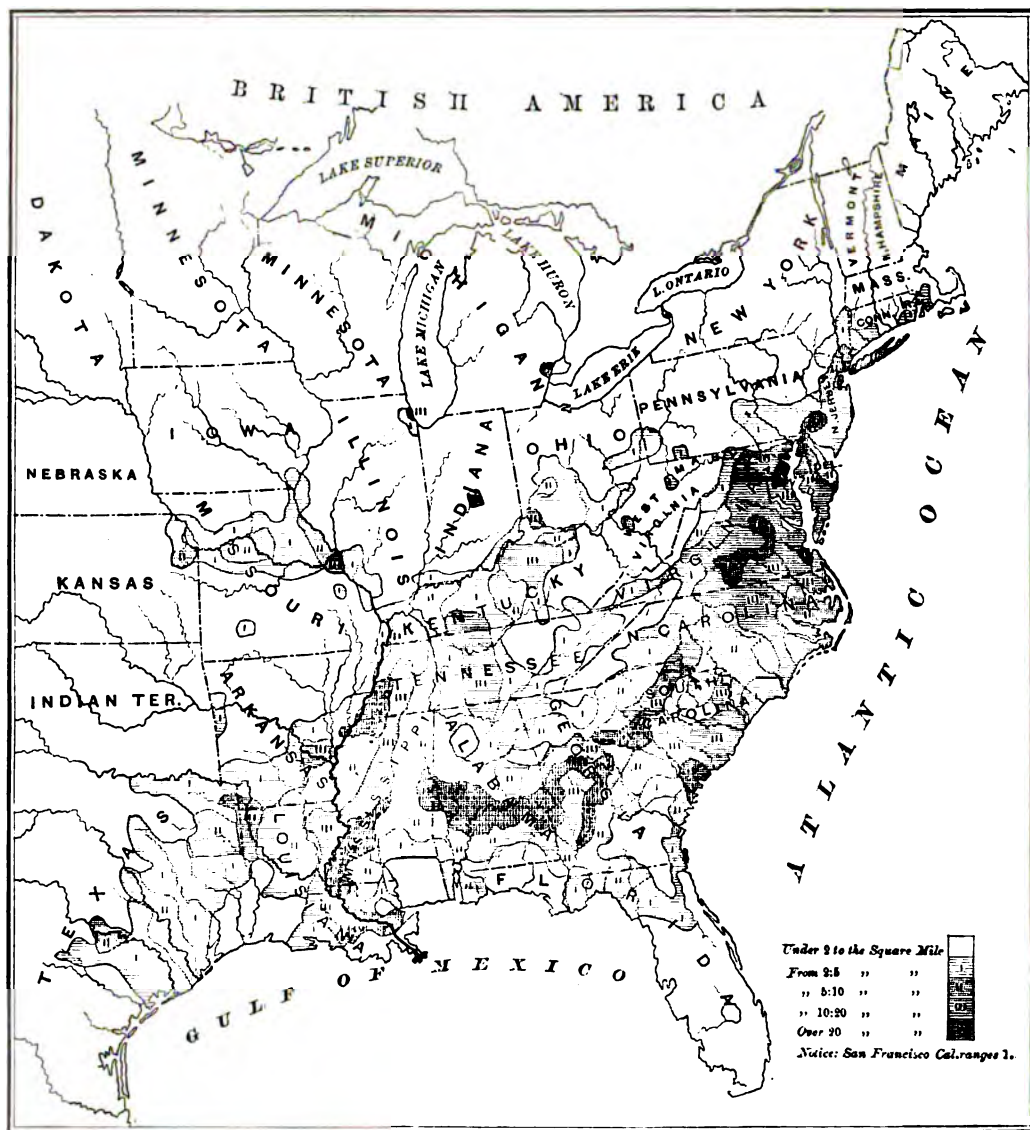 BRITISH AMERICA
LAKE SUPERIOR
MAINE
MINNESOTA
DAKOTA
MICHIGAN
LAKE HURON
VERMONT
N. HAMPSHIRE
MINNESOTA
LAKE MICHIGAN
L. ONTARIO
NEW YORK
MASS.
CONN.
R.I.
LAKE ERIE
PENNSYLVANIA
N. JERSEY
IOWA
ILLINOIS
INDIANA
OHIO
NEBRASKA
WEST
VIRGINIA
DEL
MISSOURI
KANSAS
KENTUCKY
VIRGINIA
ATLANTIC OCEAN
TENNESSEE
N. CAROLINA
INDIAN TER.
ARKANSAS
SOUTH
CAROLINA
GEORGIA
ALABAMA
TEXAS
LOUISIANA
FLORIDA
GULF OF MEXICO
Under 2 to the Square Mile
From 2:5 „ „
„ 5:10 „ „
„ 10:20 „ „
Over 20 „ „
I
II
III
Notice: San Francisco Cal. ranges 1.